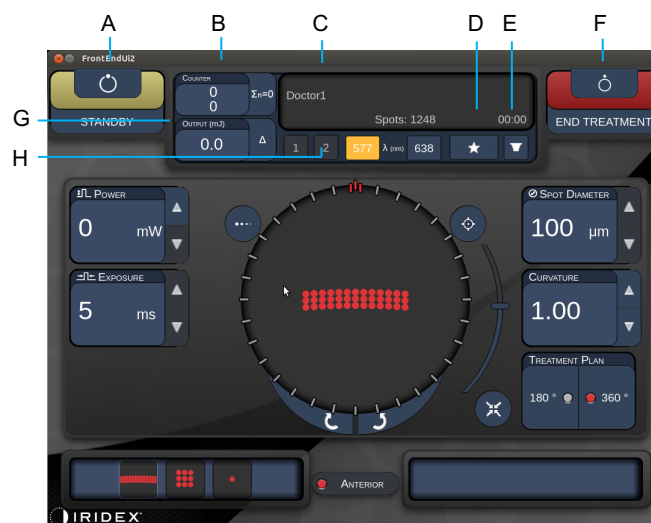 A B C D E F
G
H
FrontEndUi2
STANDBY
COUNTER
0
0
Σn=0
OUTPUT (mJ)
0.0
Δ
Doctor1
Spots: 1248 00:00
1 2 577 λ (nm) 638
END TREATMENT
POWER
0 mW
EXPOSURE
5 ms
SPOT DIAMETER
100 µm
CURVATURE
1.00
TREATMENT PLAN
180 ° 360 °
ANTERIOR
IRIDEX